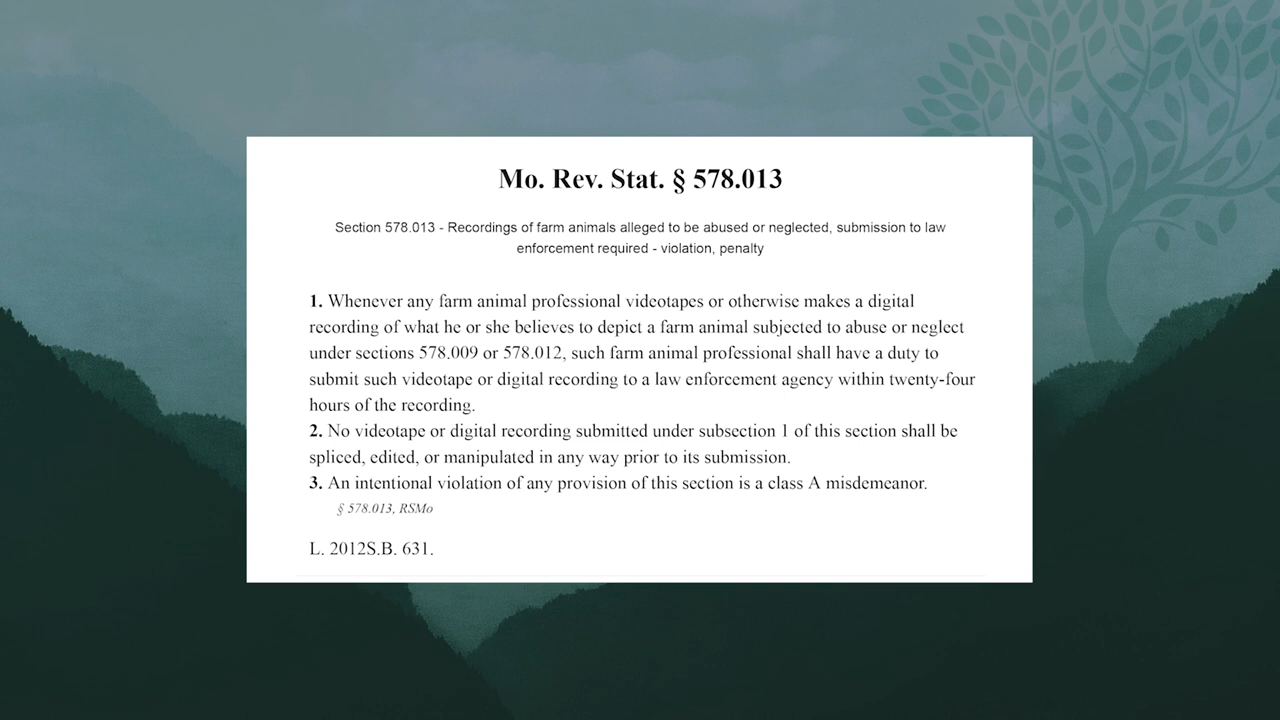 Mo. Rev. Stat. § 578.013
Section 578.013 - Recordings of farm animals alleged to be abused or neglected, submission to law
enforcement required - violation, penalty
1. Whenever any farm animal professional videotapes or otherwise makes a digital
recording of what he or she believes to depict a farm animal subjected to abuse or neglect
under sections 578.009 or 578.012, such farm animal professional shall have a duty to
submit such videotape or digital recording to a law enforcement agency within twenty-four
hours of the recording.
2. No videotape or digital recording submitted under subsection 1 of this section shall be
spliced, edited, or manipulated in any way prior to its submission.
3. An intentional violation of any provision of this section is a class A misdemeanor.
§ 578.013, RSMo
L. 2012S.B. 631.